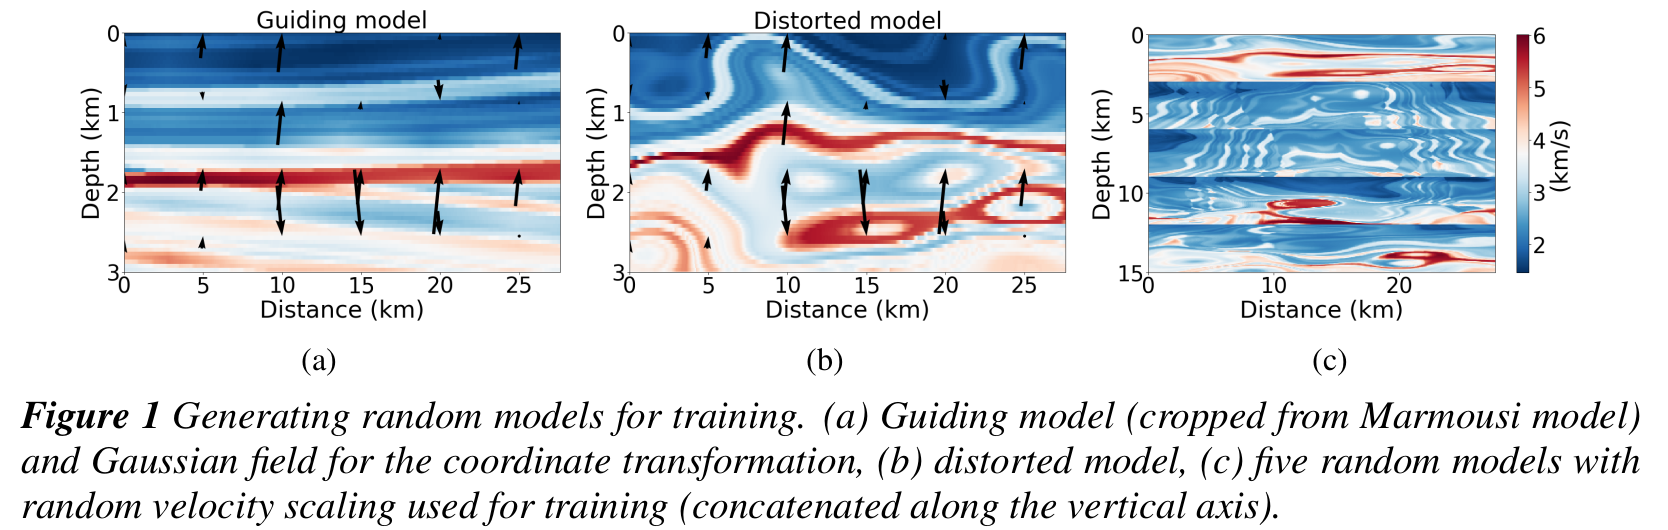 Guiding model
0
1
2
3
Depth (km)
0 5 10 15 20 25
Distance (km)
(a)
Distorted model
0
1
2
3
Depth (km)
0 5 10 15 20 25
Distance (km)
(b)
0
5
10
15
Depth (km)
0 10 20
Distance (km)
(c)
6
5
4
3
2
(km/s)
Figure 1 Generating random models for training. (a) Guiding model (cropped from Marmousi model)
and Gaussian field for the coordinate transformation, (b) distorted model, (c) five random models with
random velocity scaling used for training (concatenated along the vertical axis).